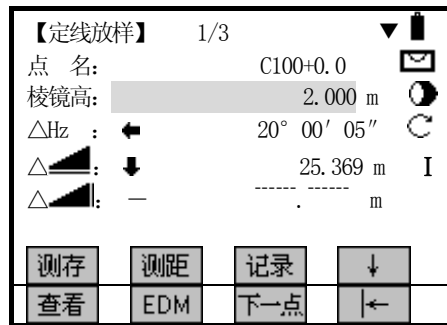 【定线放样】 1/3 ▼
点 名: C100+0.0
棱镜高: 2.000 m
△Hz : 20° 00′ 05″
△: 25.369 m I
△: — ------.------ m
测存 测距 记录 ↓
查看 EDM 下一点 |←